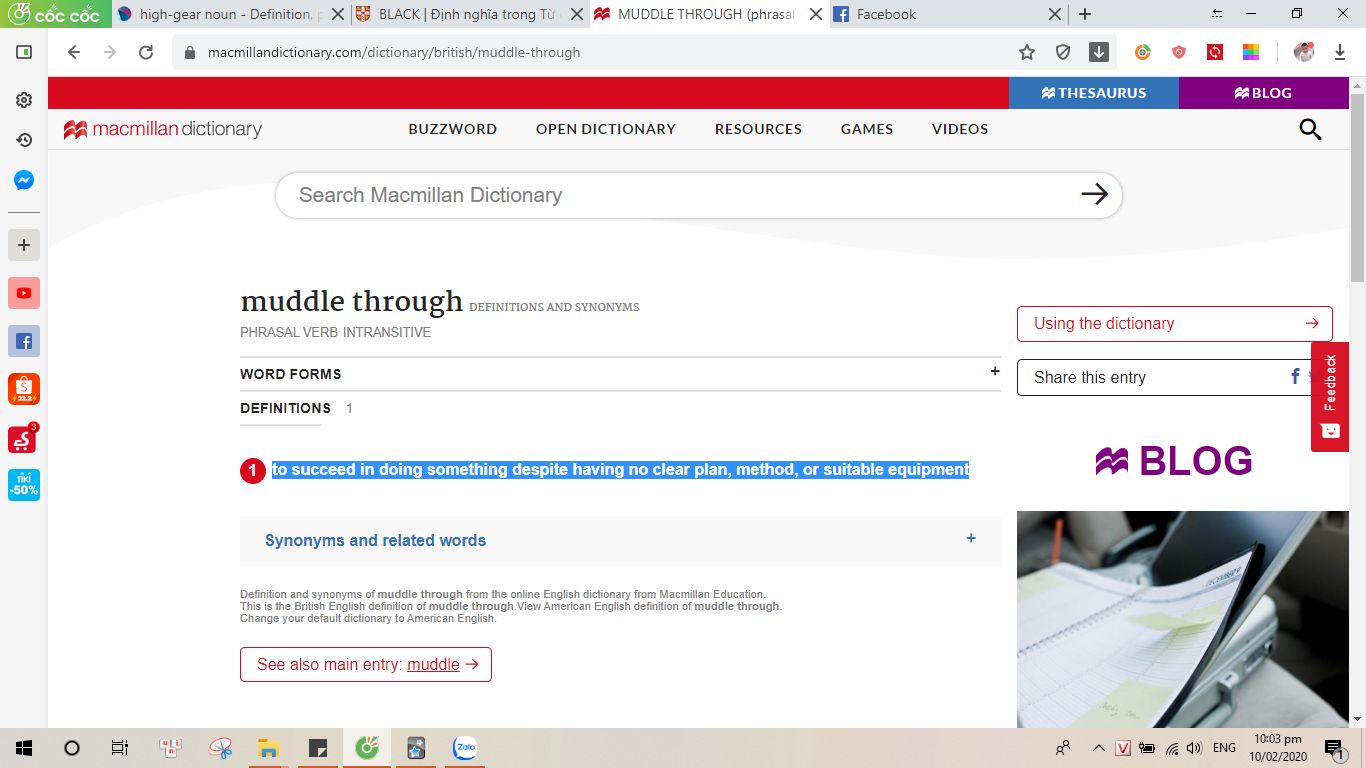 cốc cốc
high-gear noun - Definition, p
BLACK | Định nghĩa trong Từ
MUDDLE THROUGH (phrasal
Facebook
macmillandictionary.com/dictionary/british/muddle-through
THESAURUS
BLOG
macmillan dictionary
BUZZWORD
OPEN DICTIONARY
RESOURCES
GAMES
VIDEOS
Search Macmillan Dictionary
muddle through DEFINITIONS AND SYNONYMS
PHRASAL VERB INTRANSITIVE
WORD FORMS +
DEFINITIONS 1
1 to succeed in doing something despite having no clear plan, method, or suitable equipment
Synonyms and related words +
Definition and synonyms of muddle through from the online English dictionary from Macmillan Education.
This is the British English definition of muddle through.View American English definition of muddle through.
Change your default dictionary to American English.
See also main entry: muddle
Using the dictionary
Share this entry
Feedback
BLOG
DECEMBER 9
3
TIKI
-50%
22.2
Zalo
ENG
10:03 pm
10/02/2020
1